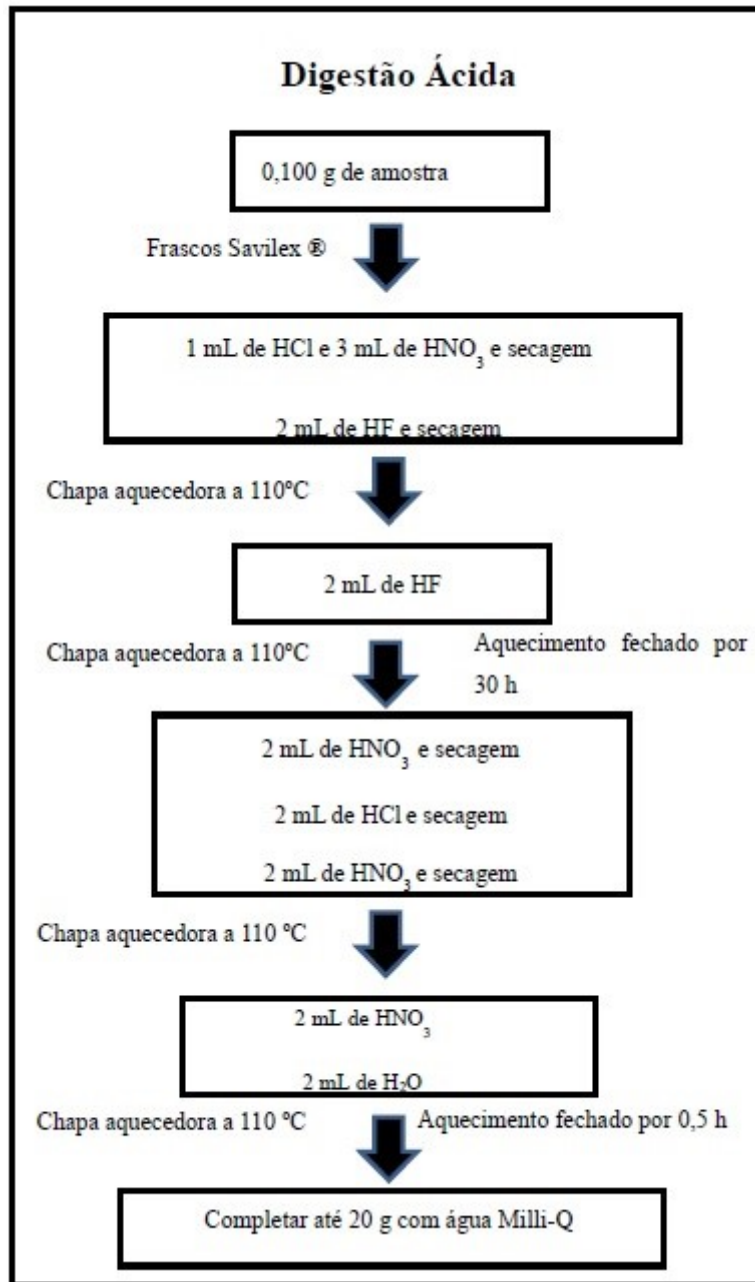 Digestão Ácida
0,100 g de amostra
Frascos Savilex ®
1 mL de HCl e 3 mL de HNO₃ e secagem
2 mL de HF e secagem
Chapa aquecedora a 110ºC
2 mL de HF
Chapa aquecedora a 110ºC
Aquecimento fechado por
30 h
2 mL de HNO₃ e secagem
2 mL de HCl e secagem
2 mL de HNO₃ e secagem
Chapa aquecedora a 110 ºC
2 mL de HNO₃
2 mL de H₂O
Chapa aquecedora a 110 ºC
Aquecimento fechado por 0,5 h
Completar até 20 g com água Milli-Q